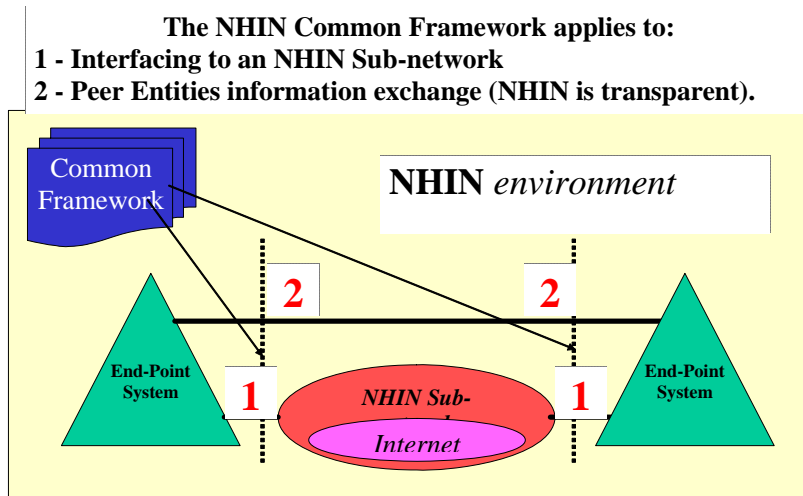 The NHIN Common Framework applies to:
1 - Interfacing to an NHIN Sub-network
2 - Peer Entities information exchange (NHIN is transparent).
Common
Framework
NHIN environment
2
2
End-Point
System
1
NHIN Sub-
Internet
1
End-Point
System